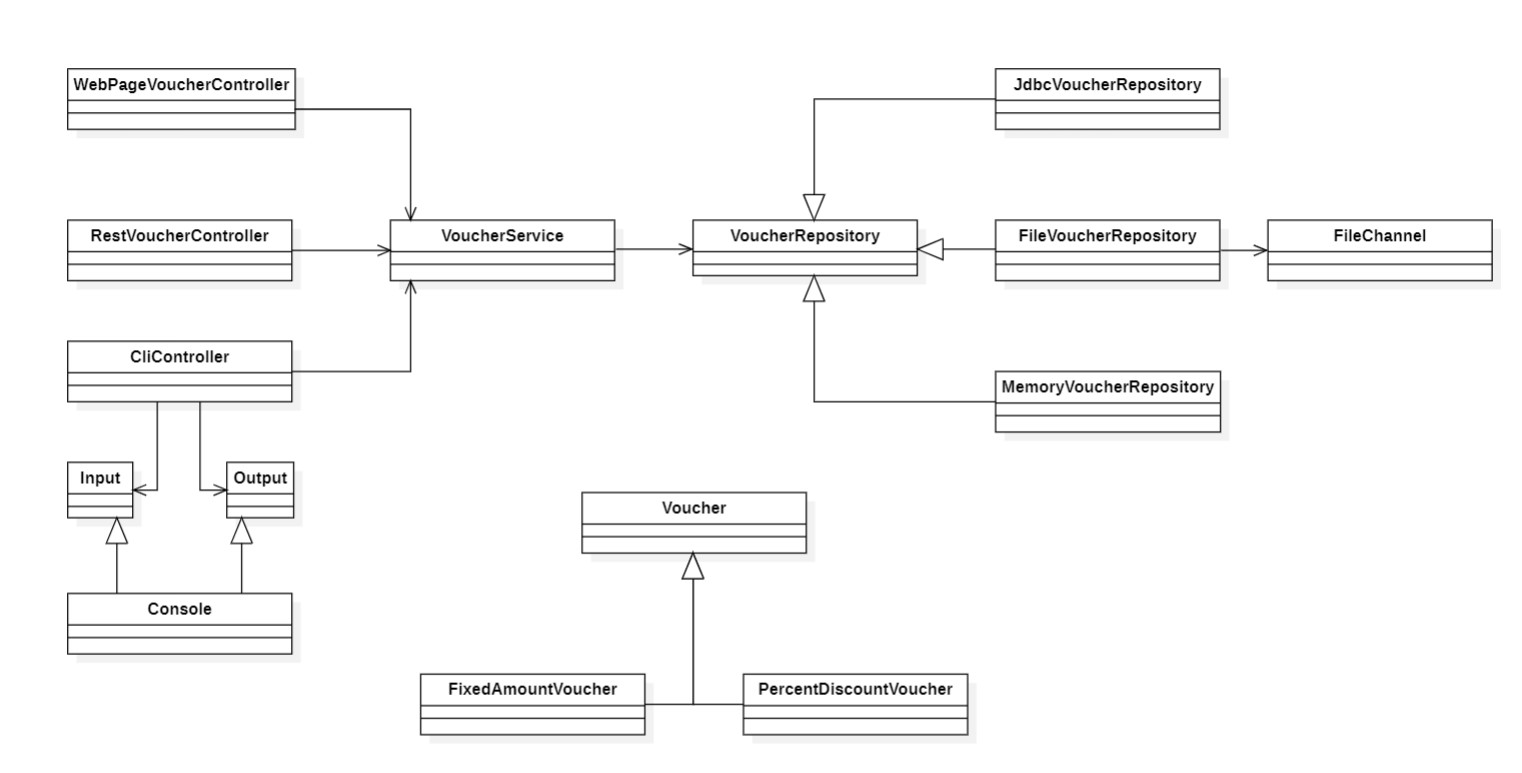 WebPageVoucherController
JdbcVoucherRepository
RestVoucherController
VoucherService
VoucherRepository
FileVoucherRepository
FileChannel
CliController
MemoryVoucherRepository
Input
Output
Voucher
Console
FixedAmountVoucher
PercentDiscountVoucher